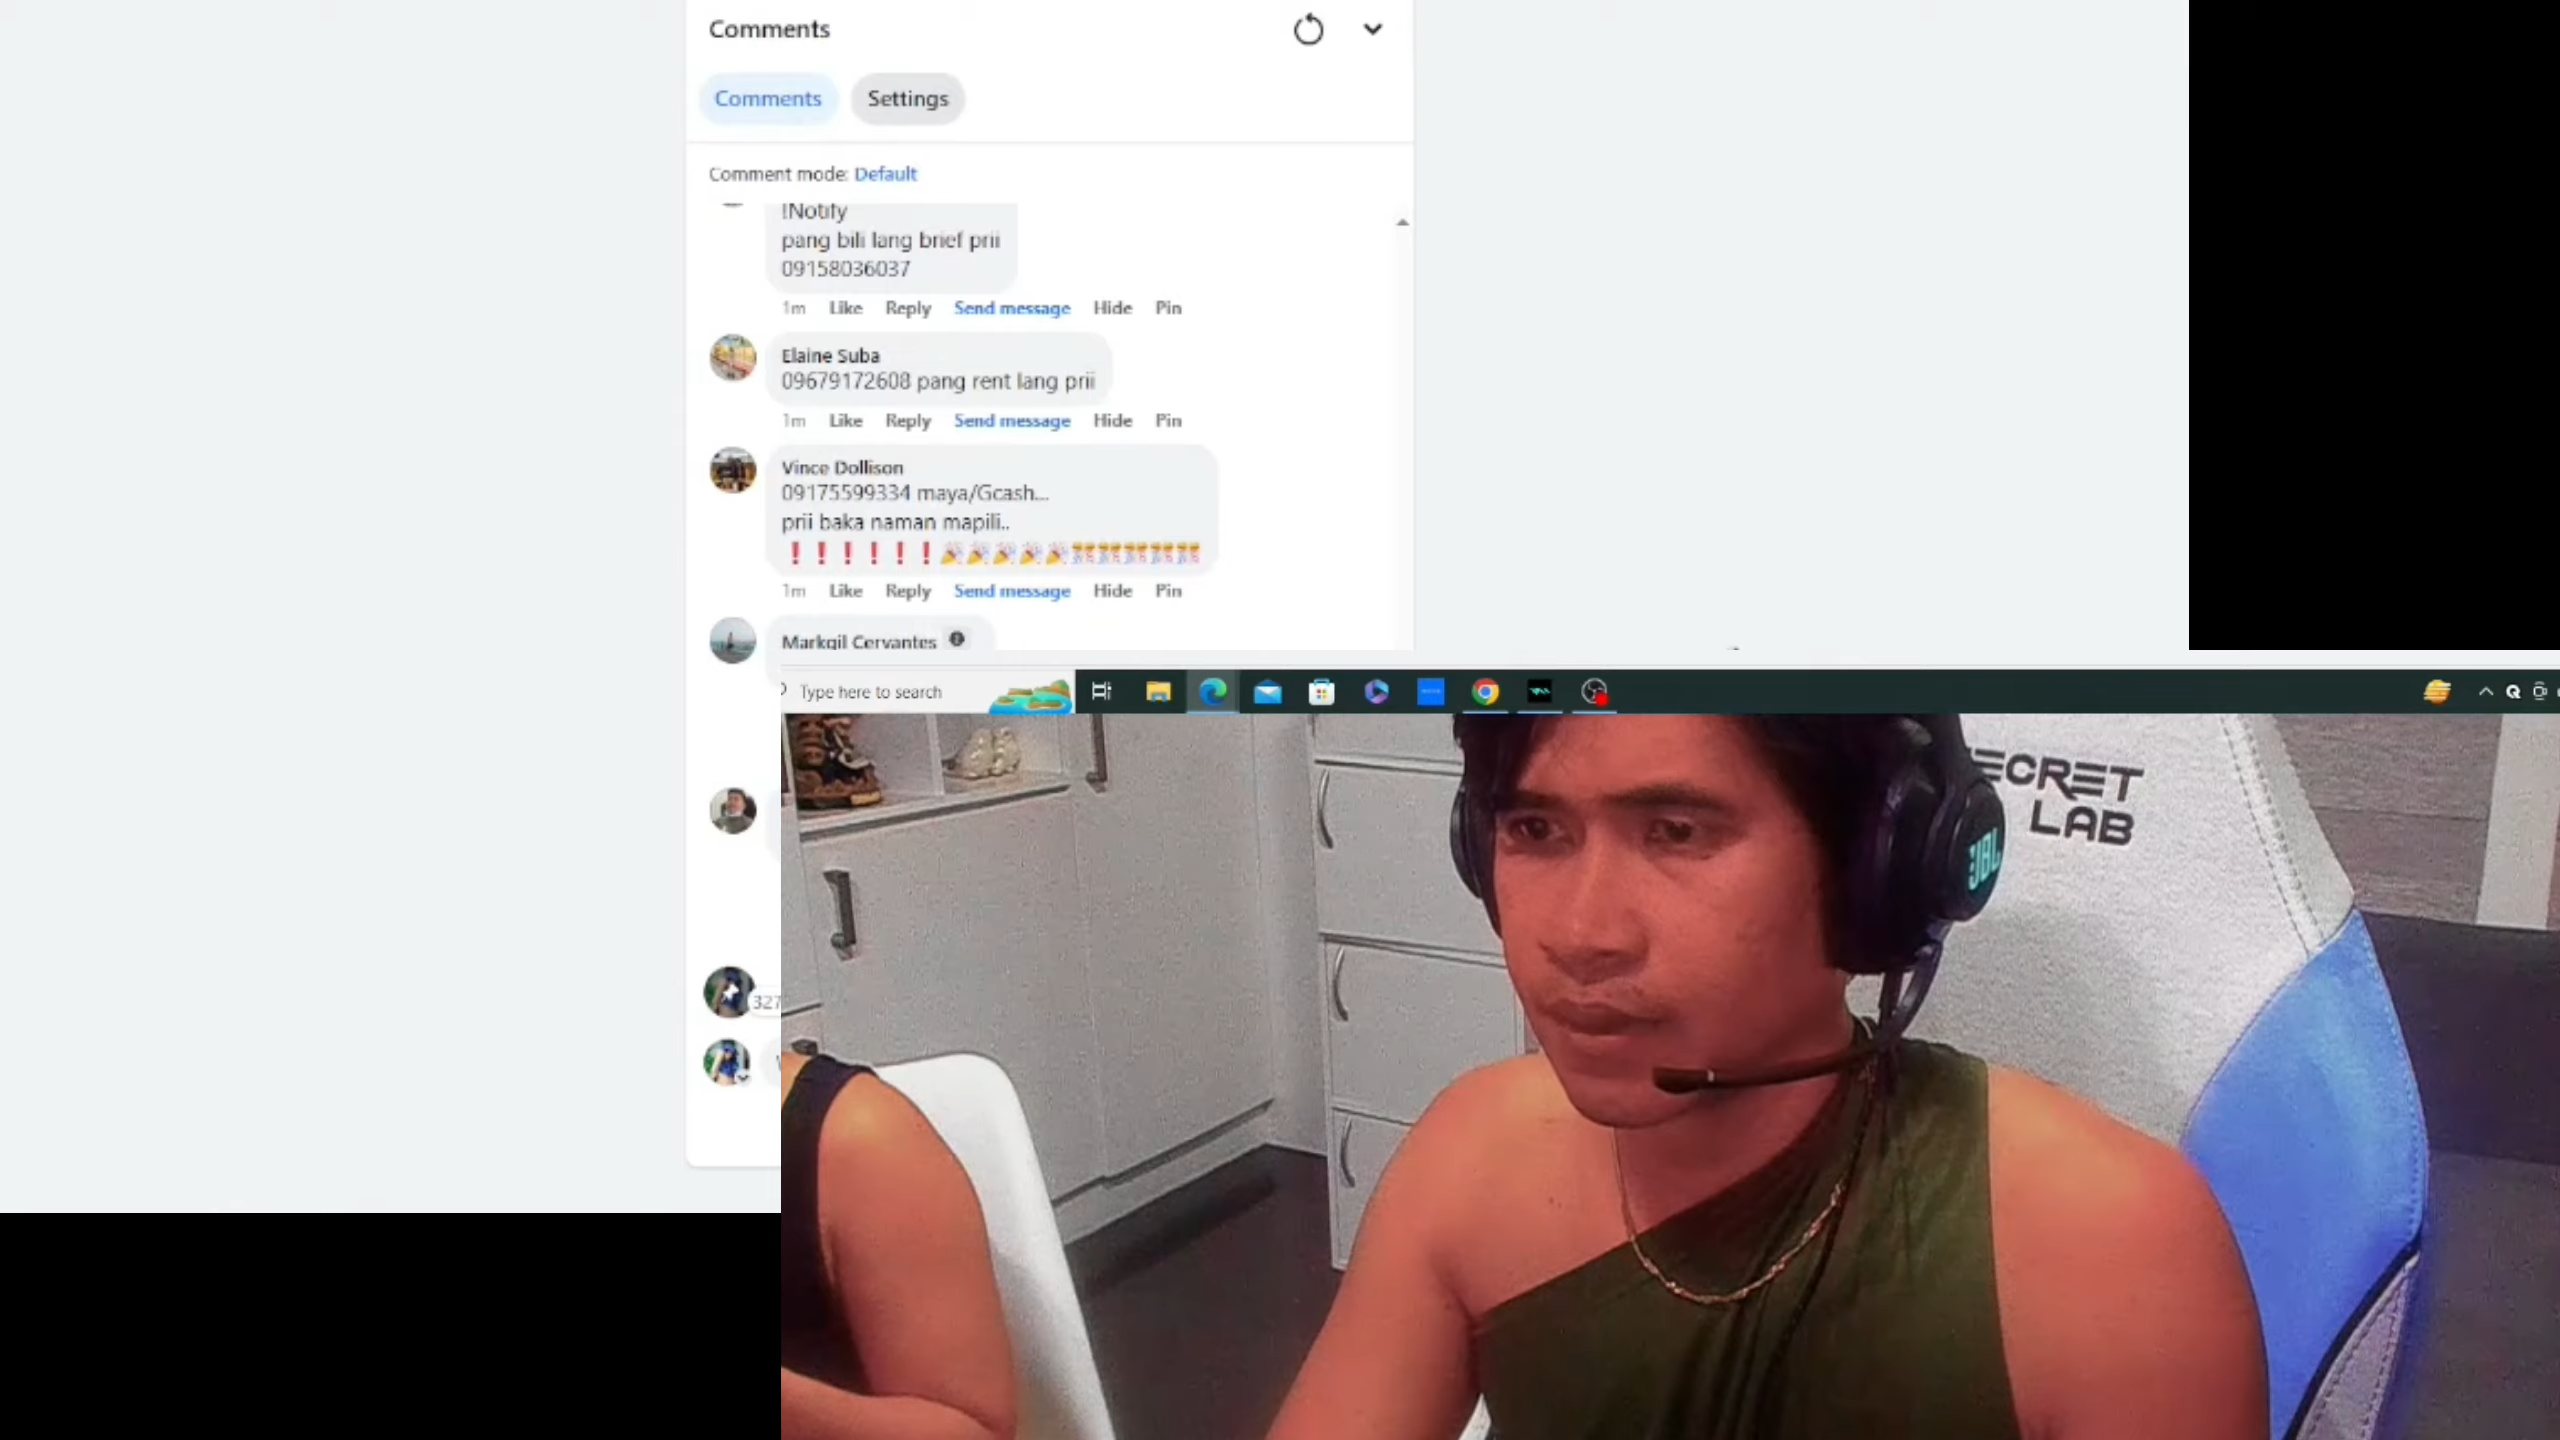 Comments
Comments Settings
Comment mode: Default
!Notify
pang bili lang brief prii
09158036037
1m Like Reply Send message Hide Pin
Elaine Suba
09679172608 pang rent lang prii
1m Like Reply Send message Hide Pin
Vince Dollison
09175599334 maya/Gcash...
prii baka naman mapili..
❗❗❗❗❗❗🎉🎉🎉🎉🎉🎊🎊🎊🎊🎊
1m Like Reply Send message Hide Pin
Markgil Cervantes
Type here to search
327
ECRET
LAB
JBL